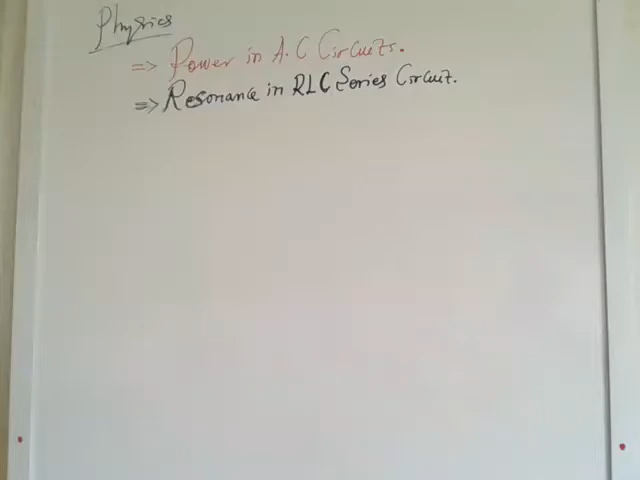 Physics
=> Power in A.C Circuits.
=> Resonance in RLC Series Circuit.